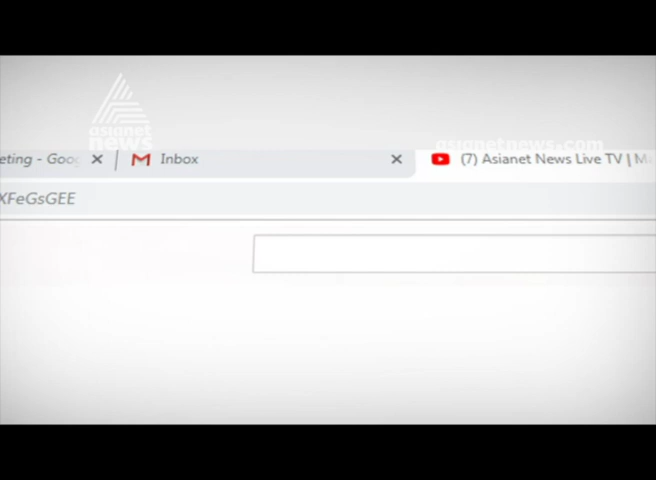 asianet
news
asianetnews.com
eting - Goog
Inbox
(7) Asianet News Live TV | M
XFeGsGEE